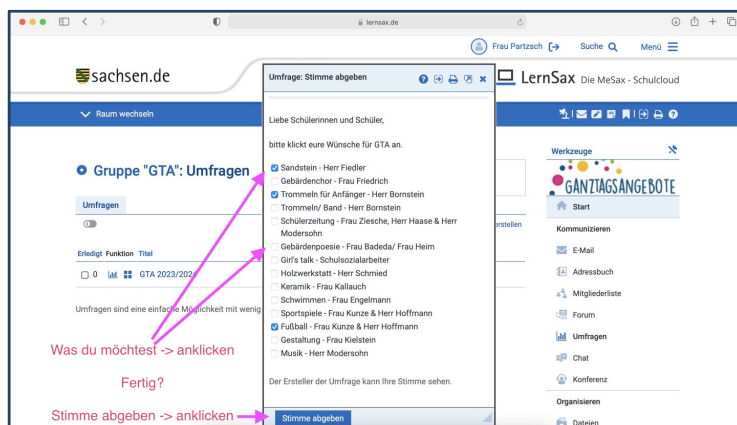 lernsax.de
Frau Partzsch
Suche
Menü
sachsen.de
LernSax Die MeSax - Schulcloud
Raum wechseln
Gruppe "GTA": Umfragen
Umfragen
erstellen
Erledigt Funktion Titel
0 GTA 2023/2024
Umfragen sind eine einfache Möglichkeit mit wenig
Was du möchtest -> anklicken
Fertig?
Stimme abgeben -> anklicken
Umfrage: Stimme abgeben
Liebe Schülerinnen und Schüler,
bitte klickt eure Wünsche für GTA an.
Sandstein - Herr Fiedler
Gebärdenchor - Frau Friedrich
Trommeln für Anfänger - Herr Bornstein
Trommeln/ Band - Herr Bornstein
Schülerzeitung - Frau Ziesche, Herr Haase & Herr
Modersohn
Gebärdenpoesie - Frau Badeda/ Frau Heim
Girl's talk - Schulsozialarbeiter
Holzwerkstatt - Herr Schmied
Keramik - Frau Kallauch
Schwimmen - Frau Engelmann
Sportspiele - Frau Kunze & Herr Hoffmann
Fußball - Frau Kunze & Herr Hoffmann
Gestaltung - Frau Kielstein
Musik - Herr Modersohn
Der Ersteller der Umfrage kann Ihre Stimme sehen.
Stimme abgeben
Werkzeuge
GANZTAGSANGEBOTE
Start
Kommunizieren
E-Mail
Adressbuch
Mitgliederliste
Forum
Umfragen
Chat
Konferenz
Organisieren
Dateien